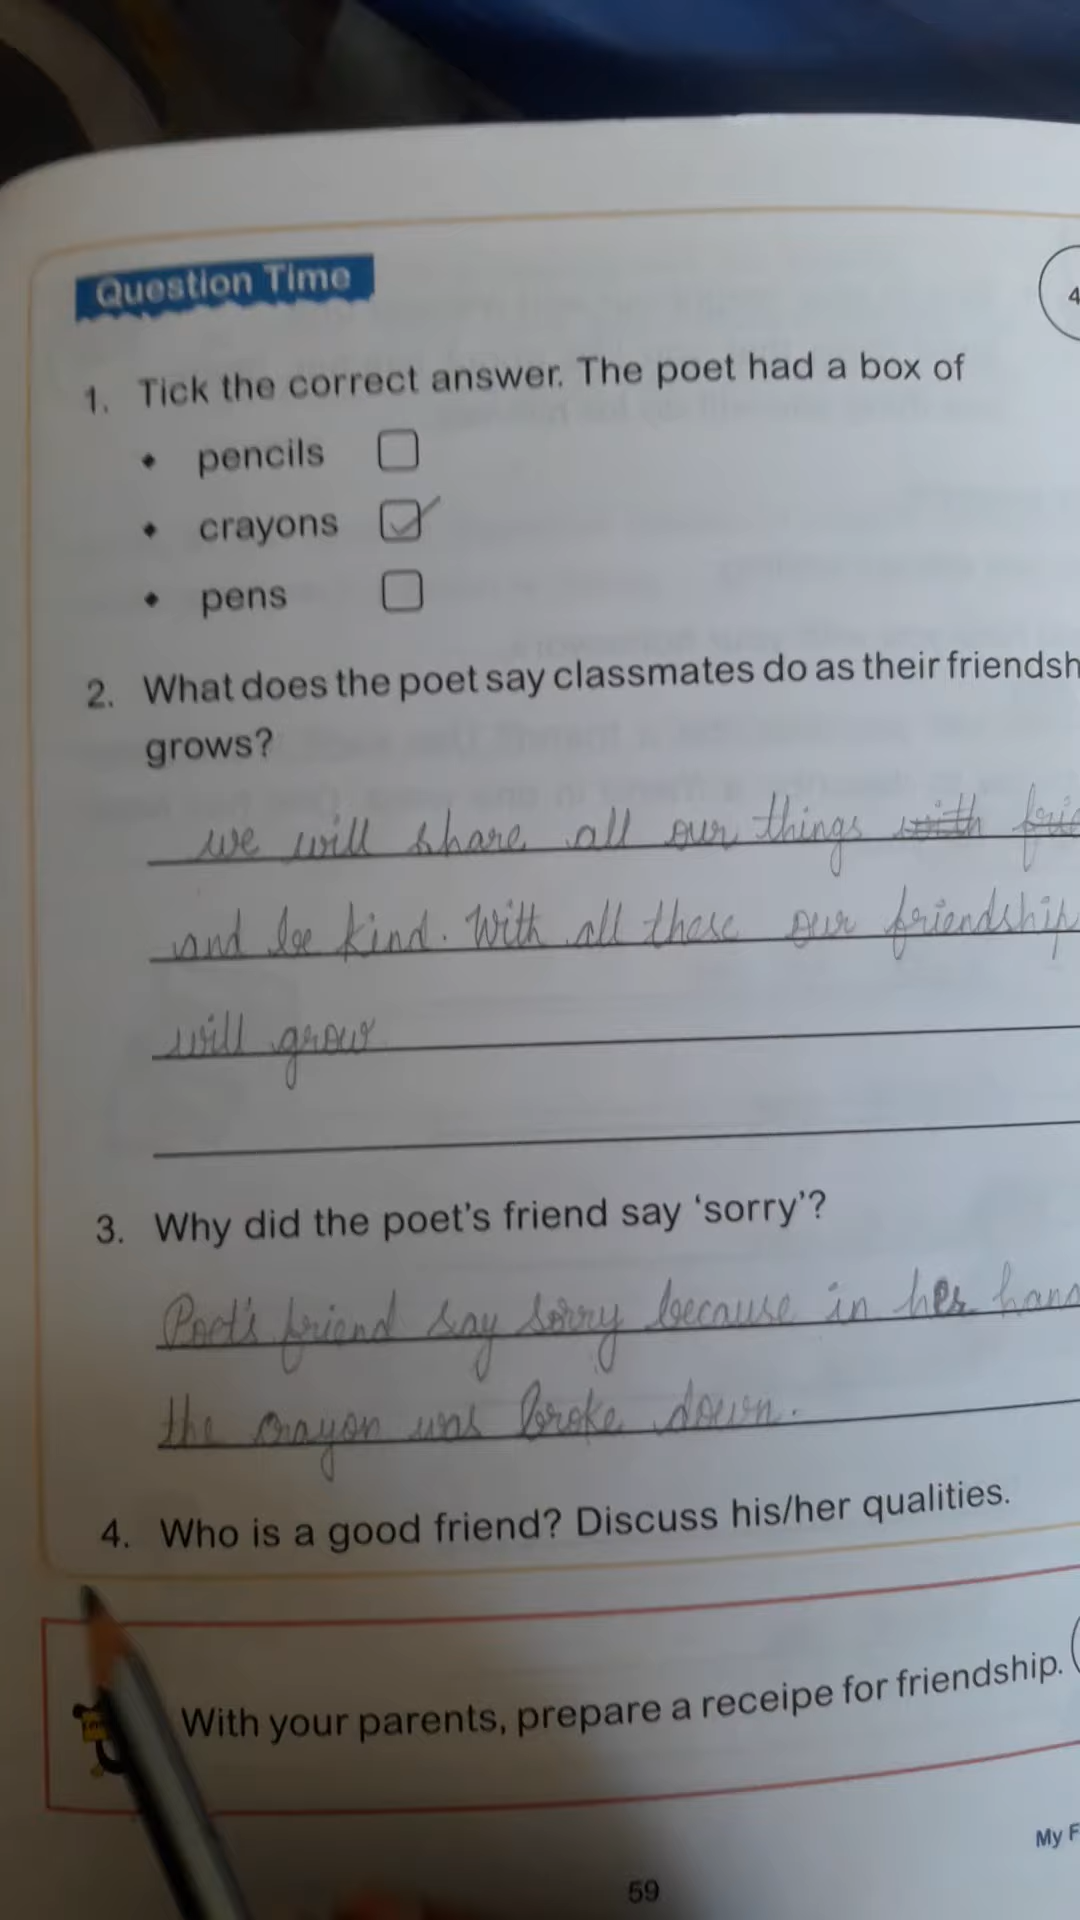 Question Time
4
1. Tick the correct answer. The poet had a box of
• pencils
• crayons
• pens
2. What does the poet say classmates do as their friendsh
grows?
we will share all our things with
and be kind. With all these our friendship
will grow
3. Why did the poet's friend say 'sorry'?
Poet's friend say sorry because in her hand
the crayon was broke down.
4. Who is a good friend? Discuss his/her qualities.
With your parents, prepare a receipe for friendship.
My F
59